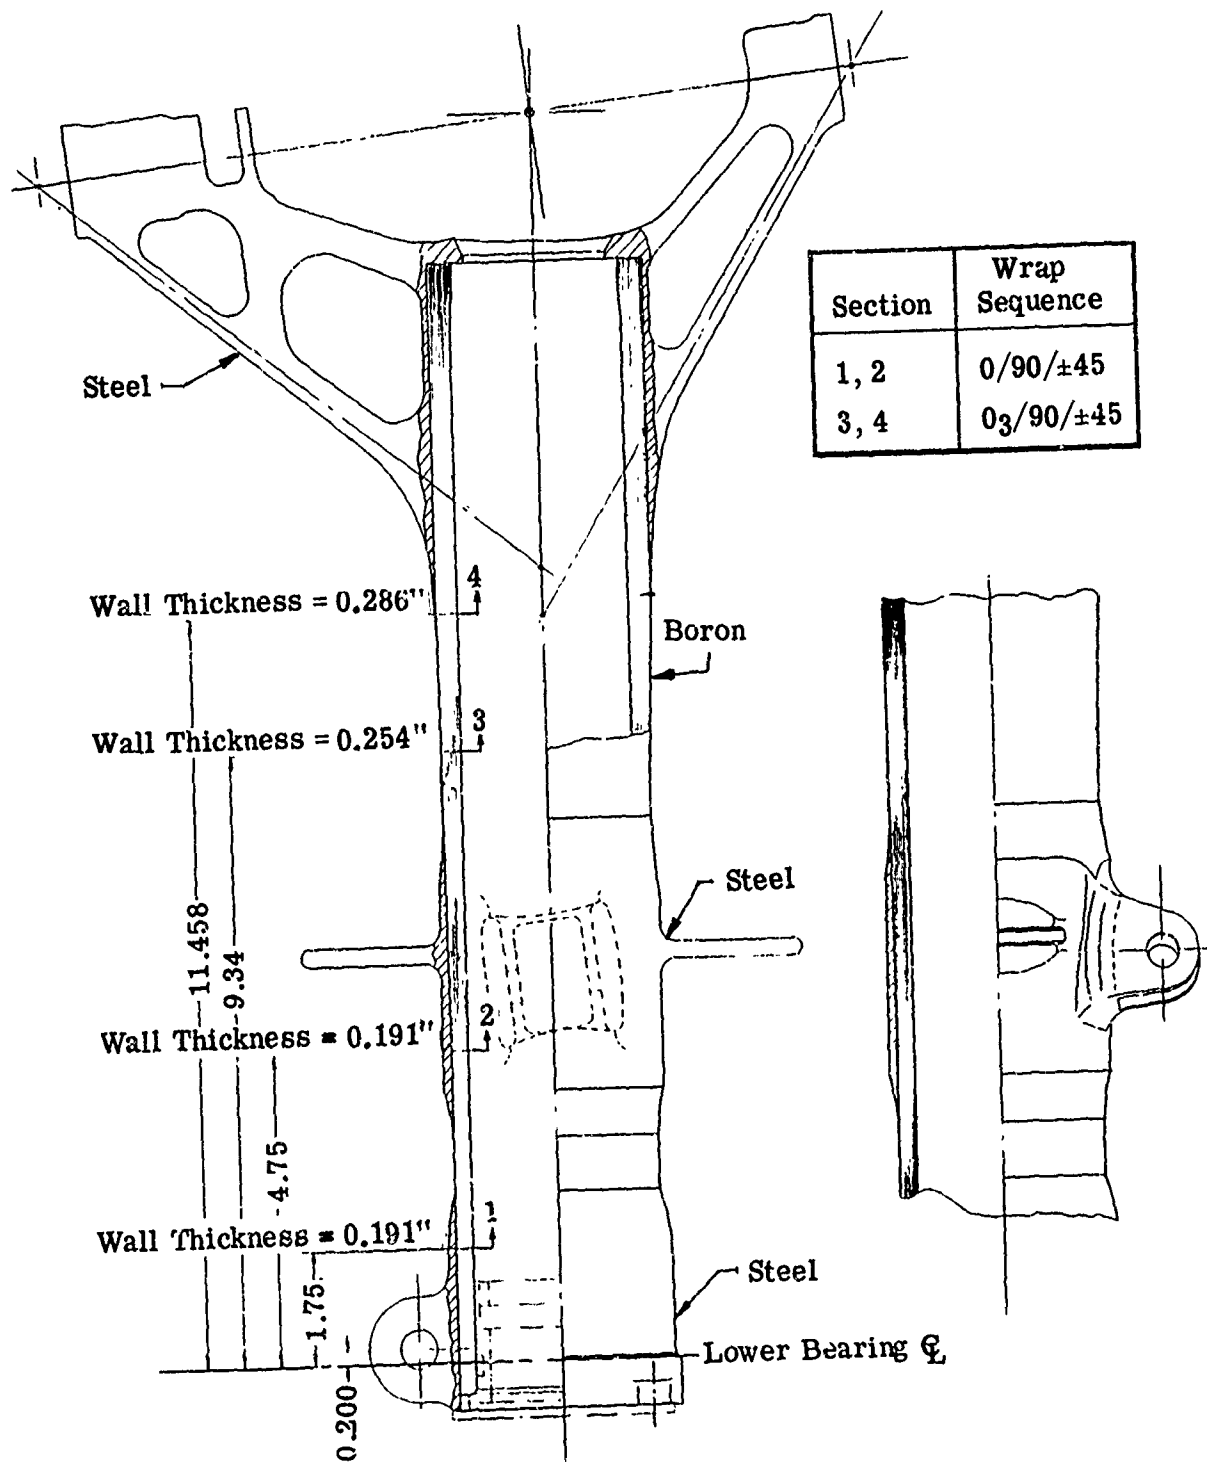 Section
Wrap
Sequence
1, 2
0/90/±45
3, 4
0₃/90/±45
Steel
Wall Thickness = 0.286"
4
Boron
Wall Thickness = 0.254"
3
Steel
11.458
9.34
Wall Thickness = 0.191"
2
4.75
Wall Thickness = 0.191"
1
1.75
Steel
Lower Bearing ℄
0.200